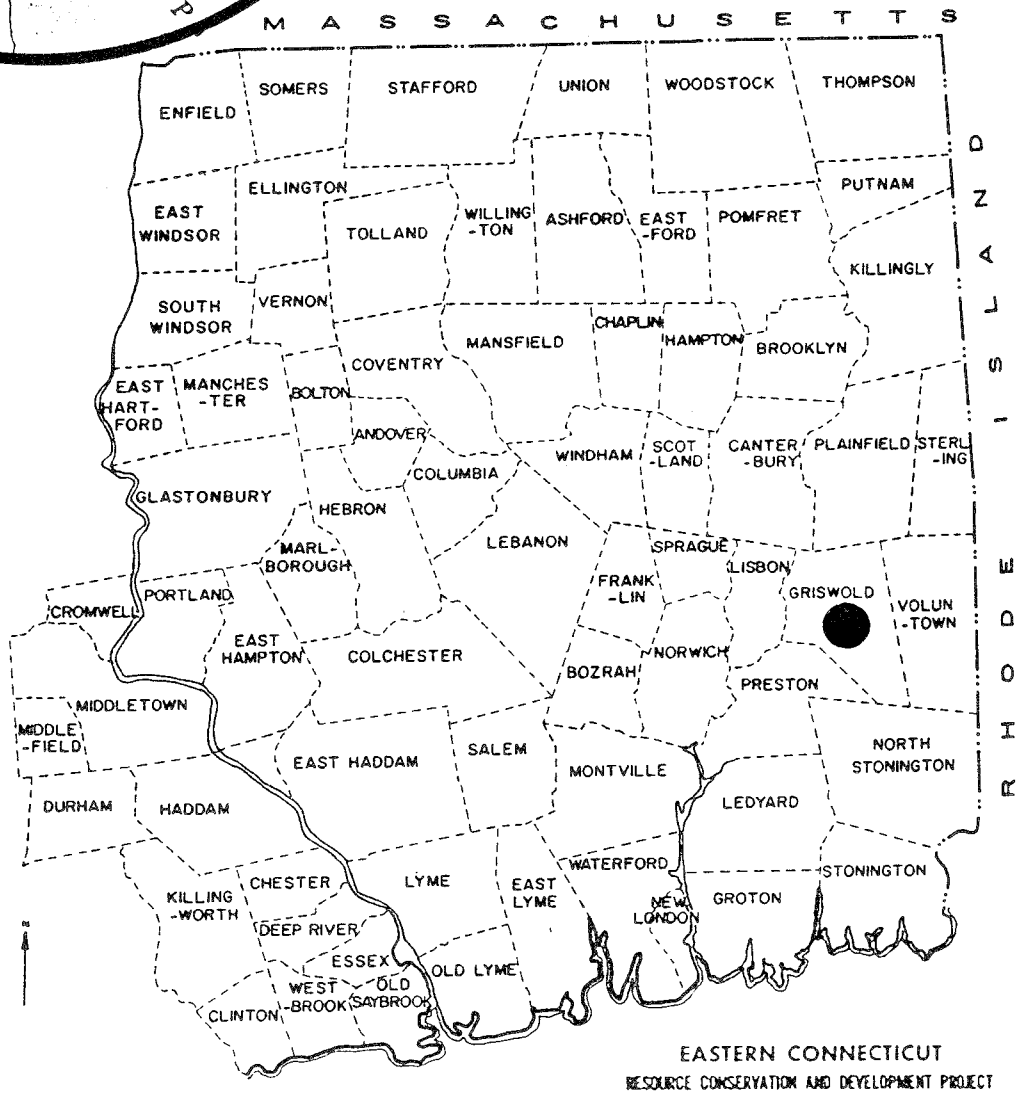 P
MASSACHUSETTS
SOMERS
STAFFORD
UNION
WOODSTOCK
THOMPSON
ENFIELD
ELLINGTON
PUTNAM
EAST
WINDSOR
TOLLAND
WILLING
-TON
ASHFORD
EAST
-FORD
POMFRET
KILLINGLY
SOUTH
WINDSOR
VERNON
MANSFIELD
CHAPLIN
HAMPTON
BROOKLYN
COVENTRY
EAST
HART-
FORD
MANCHES
-TER
BOLTON
ANDOVER
COLUMBIA
WINDHAM
SCOT
-LAND
CANTER
-BURY
PLAINFIELD
STERL
-ING
GLASTONBURY
HEBRON
LEBANON
MARL-
BOROUGH
SPRAGUE
LISBON
FRANK
-LIN
GRISWOLD
VOLUN
-TOWN
CROMWELL
PORTLAND
EAST
HAMPTON
COLCHESTER
BOZRAH
NORWICH
PRESTON
MIDDLETOWN
MIDDLE
-FIELD
EAST HADDAM
SALEM
MONTVILLE
NORTH
STONINGTON
DURHAM
HADDAM
LEDYARD
KILLING
-WORTH
CHESTER
LYME
EAST
LYME
WATERFORD
NEW
LONDON
GROTON
STONINGTON
DEEP RIVER
ESSEX
OLD LYME
WEST
-BROOK
OLD
SAYBROOK
CLINTON
RHODE ISLAND
EASTERN CONNECTICUT
RESOURCE CONSERVATION AND DEVELOPMENT PROJECT